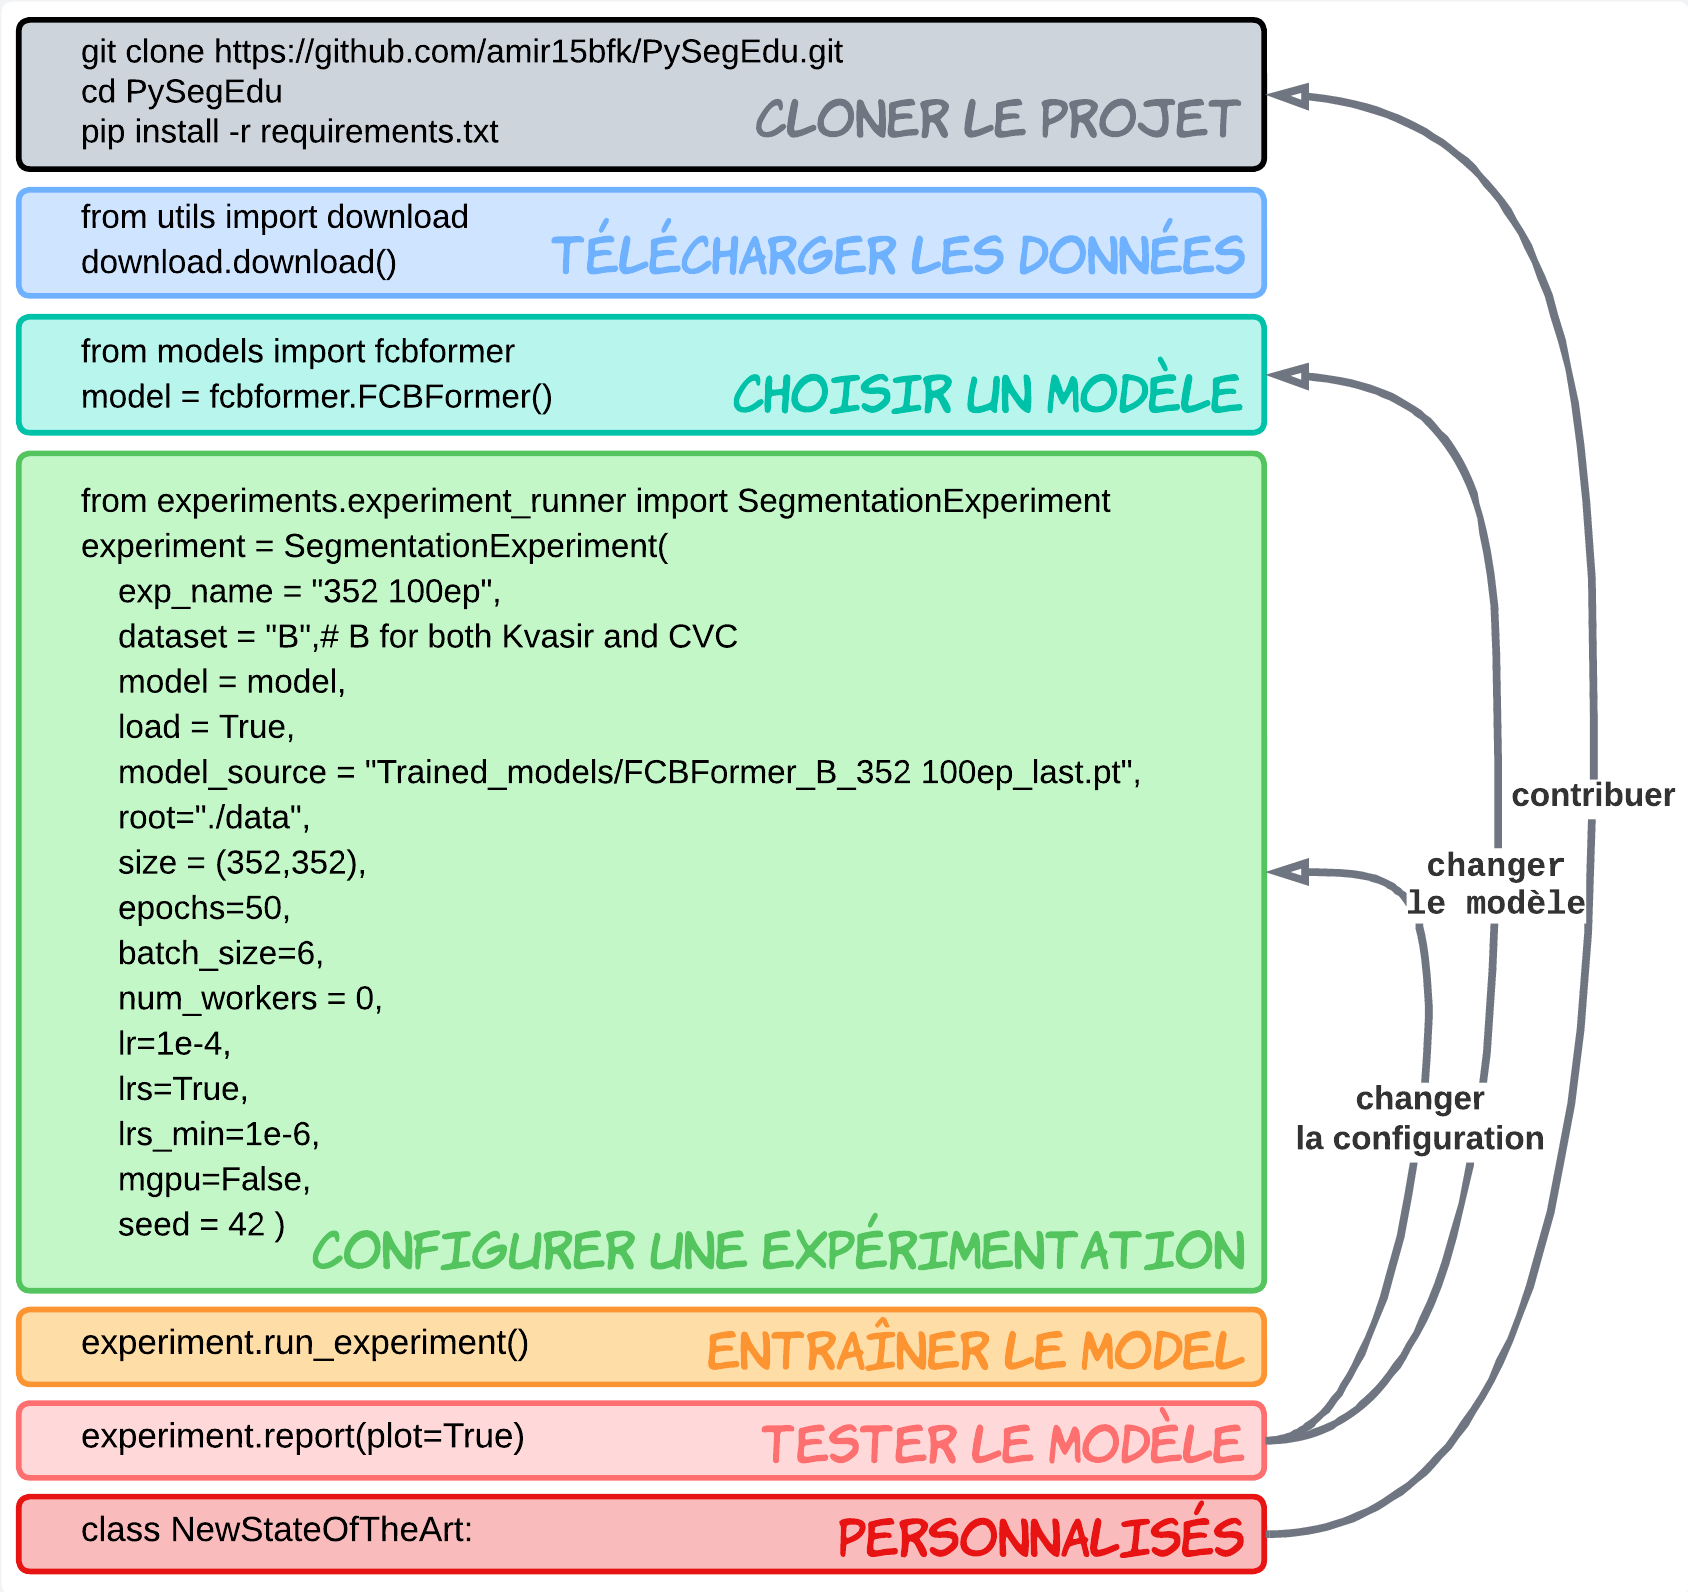 git clone https://github.com/amir15bfk/PySegEdu.git
cd PySegEdu
pip install -r requirements.txt
CLONER LE PROJET
from utils import download
download.download()
TÉLÉCHARGER LES DONNÉES
from models import fcbformer
model = fcbformer.FCBFormer()
CHOISIR UN MODÈLE
from experiments.experiment_runner import SegmentationExperiment
experiment = SegmentationExperiment(
exp_name = "352 100ep",
dataset = "B",# B for both Kvasir and CVC
model = model,
load = True,
model_source = "Trained_models/FCBFormer_B_352 100ep_last.pt",
root="./data",
size = (352,352),
epochs=50,
batch_size=6,
num_workers = 0,
lr=1e-4,
lrs=True,
lrs_min=1e-6,
mgpu=False,
seed = 42 )
CONFIGURER UNE EXPÉRIMENTATION
experiment.run_experiment()
ENTRAÎNER LE MODEL
experiment.report(plot=True)
TESTER LE MODÈLE
class NewStateOfTheArt:
PERSONNALISÉS
contribuer
changer
le modèle
changer
la configuration